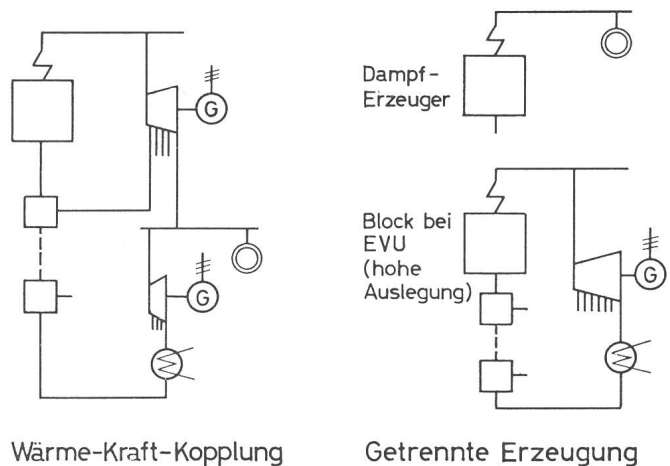 G
G
Wärme-Kraft-Kopplung
Dampf-
Erzeuger
Block bei
EVU
(hohe
Auslegung)
G
Getrennte Erzeugung